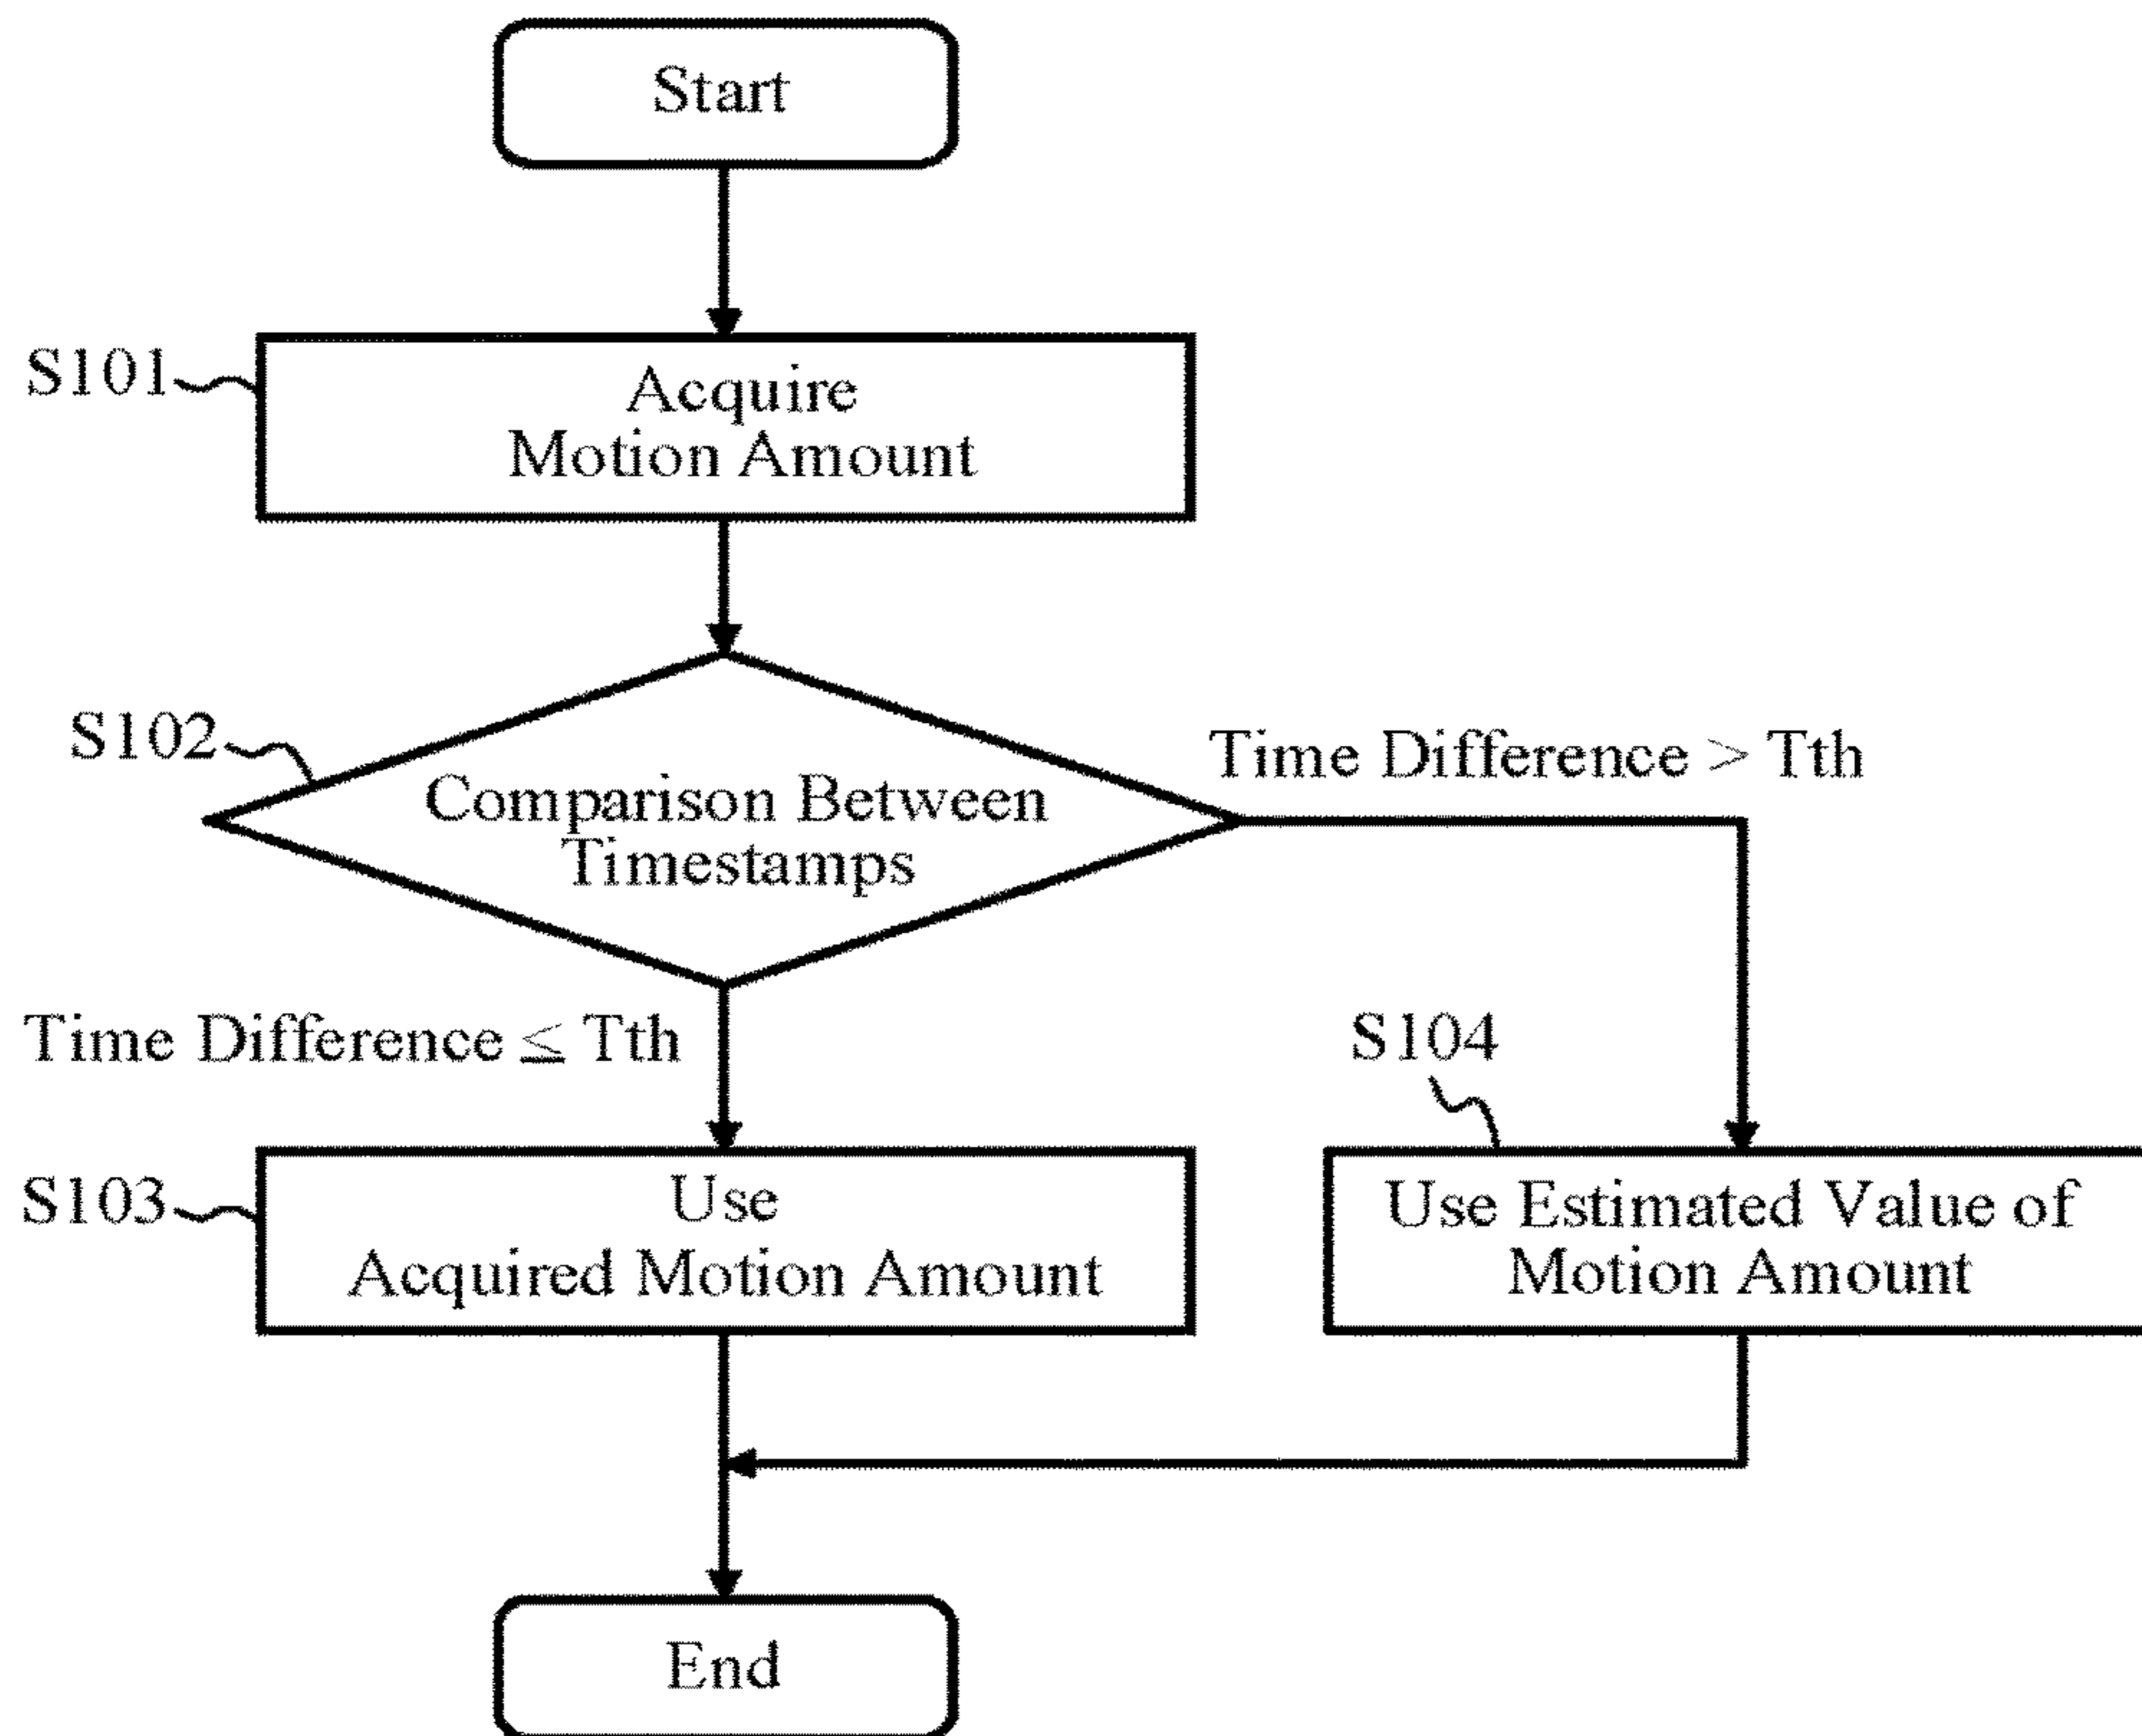 Start
S101
Acquire
Motion Amount
S102
Comparison Between
Timestamps
Time Difference > Tth
Time Difference ≦ Tth
S103
Use
Acquired Motion Amount
S104
Use Estimated Value of
Motion Amount
End